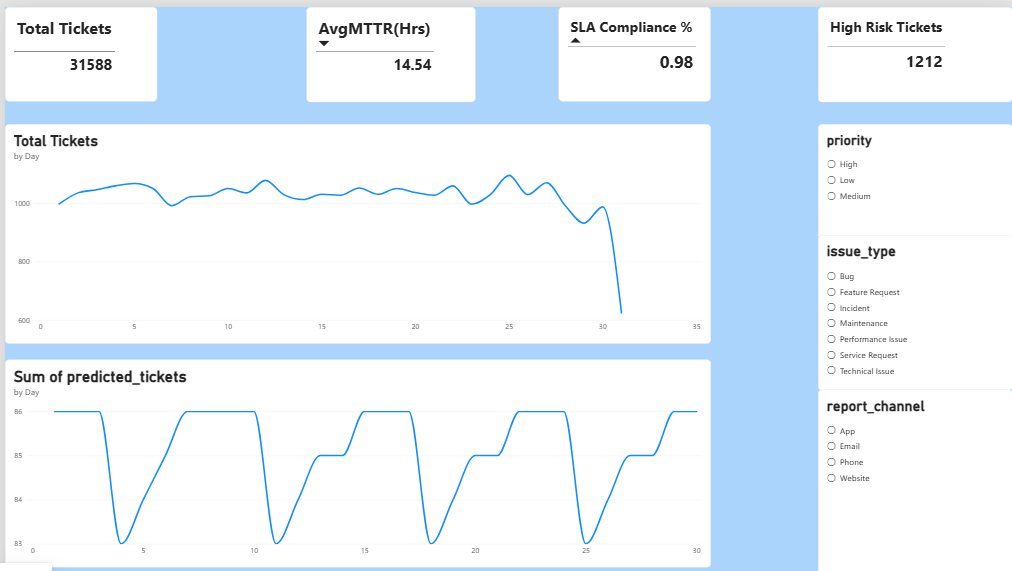 Total Tickets
31588
AvgMTTR(Hrs)
14.54
SLA Compliance %
0.98
High Risk Tickets
1212
Total Tickets
by Day
1000
800
600
0 5 10 15 20 25 30 35
Sum of predicted_tickets
by Day
86
85
84
83
0 5 10 15 20 25 30
priority
High
Low
Medium
issue_type
Bug
Feature Request
Incident
Maintenance
Performance Issue
Service Request
Technical Issue
report_channel
App
Email
Phone
Website